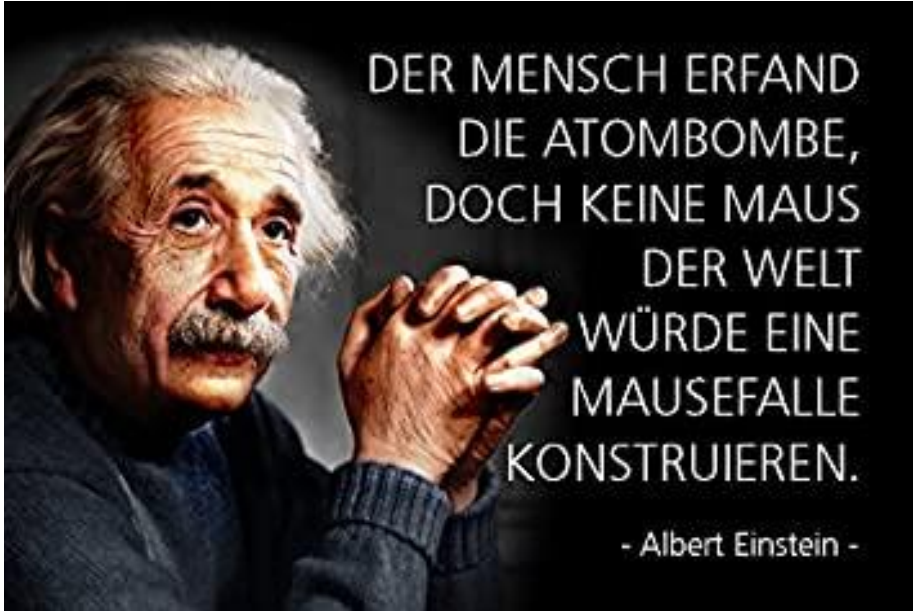 DER MENSCH ERFAND
DIE ATOMBOMBE,
DOCH KEINE MAUS
DER WELT
WÜRDE EINE
MAUSEFALLE
KONSTRUIEREN.
- Albert Einstein -